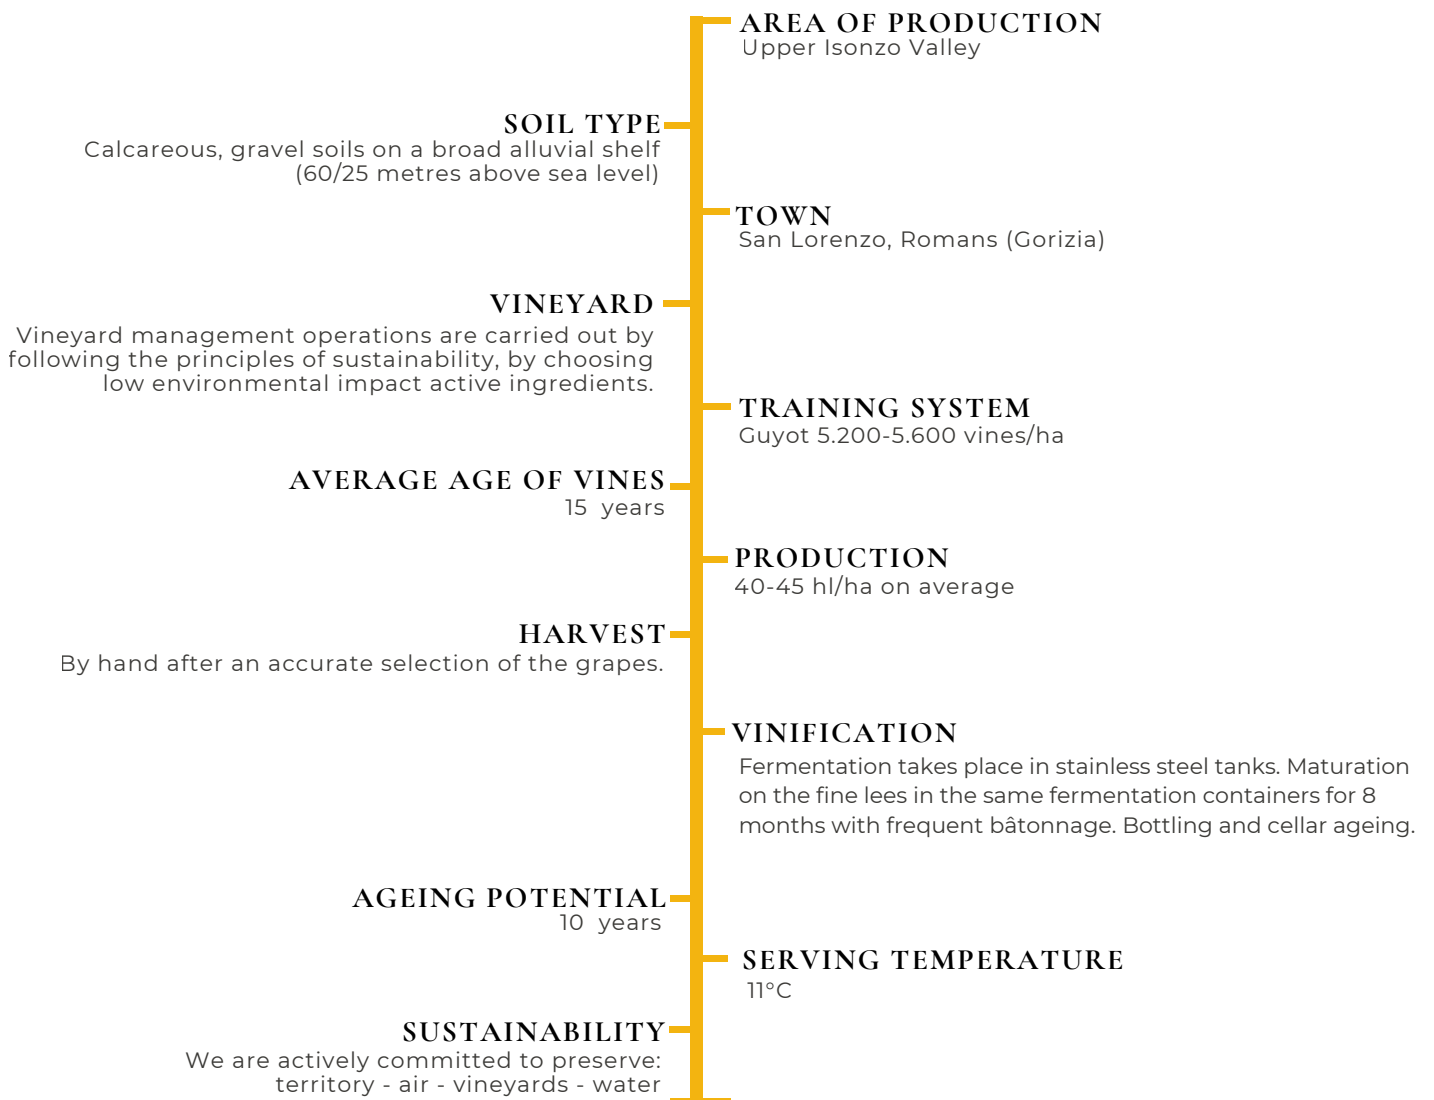 AREA OF PRODUCTION
Upper Isonzo Valley
SOIL TYPE
Calcareous, gravel soils on a broad alluvial shelf
(60/25 metres above sea level)
TOWN
San Lorenzo, Romans (Gorizia)
VINEYARD
Vineyard management operations are carried out by
following the principles of sustainability, by choosing
low environmental impact active ingredients.
TRAINING SYSTEM
Guyot 5.200-5.600 vines/ha
AVERAGE AGE OF VINES
15 years
PRODUCTION
40-45 hl/ha on average
HARVEST
By hand after an accurate selection of the grapes.
VINIFICATION
Fermentation takes place in stainless steel tanks. Maturation
on the fine lees in the same fermentation containers for 8
months with frequent bâtonnage. Bottling and cellar ageing.
AGEING POTENTIAL
10 years
SERVING TEMPERATURE
11°C
SUSTAINABILITY
We are actively committed to preserve:
territory - air - vineyards - water